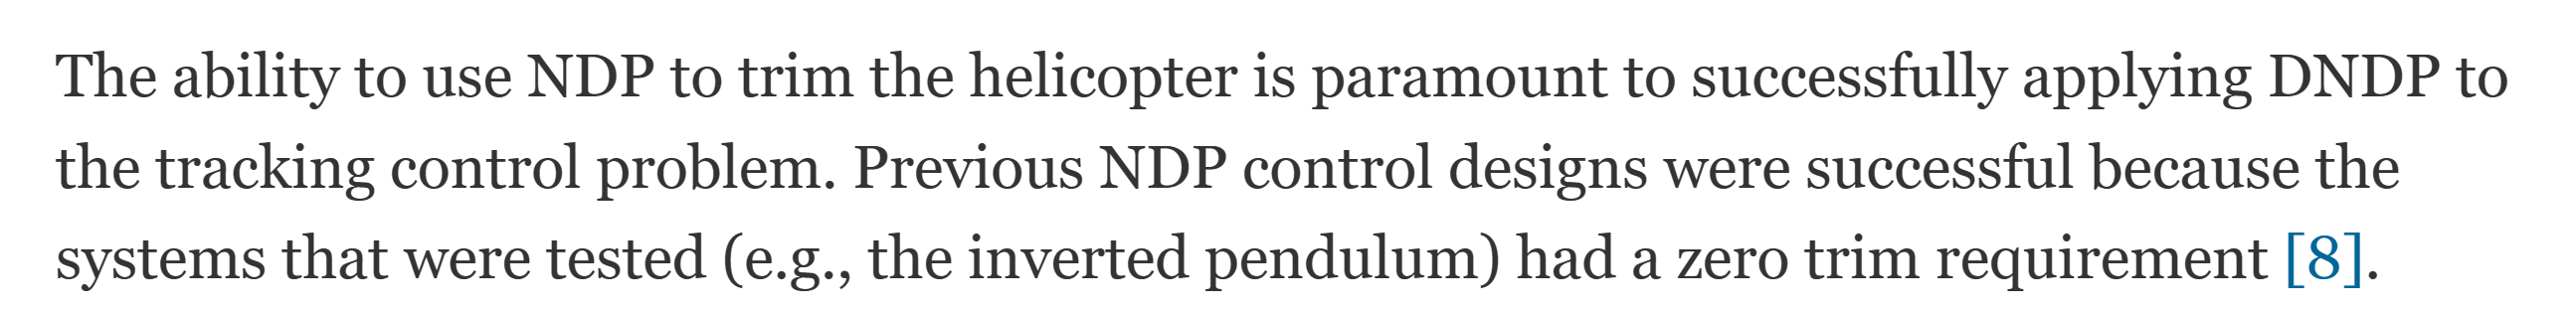 The ability to use NDP to trim the helicopter is paramount to successfully applying DNDP to
the tracking control problem. Previous NDP control designs were successful because the
systems that were tested (e.g., the inverted pendulum) had a zero trim requirement [8].